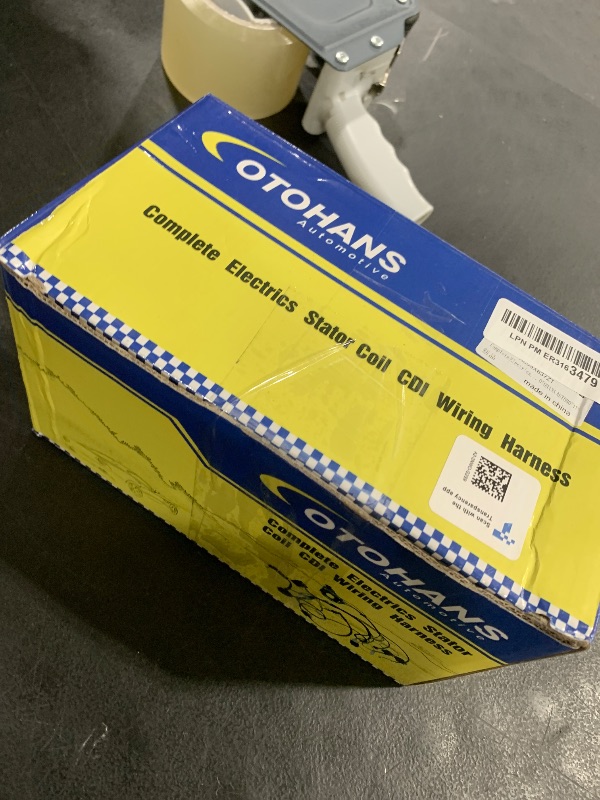 OTOHANS
Automotive
Complete Electrics Stator Coil CDI Wiring Harness
LPN PM ER3163479
made in china
Scan with the
Transparency app
OTOHANS
Automotive
Complete Electrics Stator
Coil CDI Wiring Harness